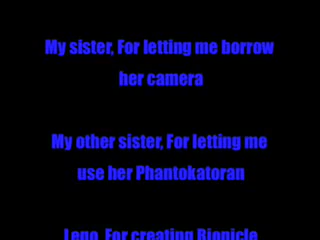 My sister, For letting me borrow
her camera
My other sister, For letting me
use her Phantokatoran
Lego, For creating Bionicle